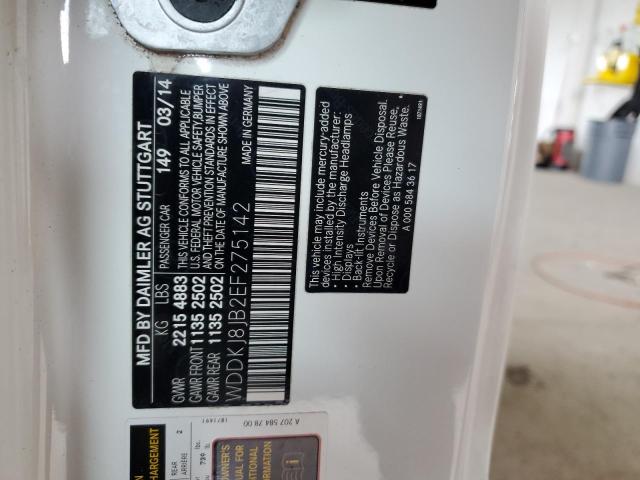 MFD BY DAIMLER AG STUTTGART
KG LBS PASSENGER CAR 149 03/14
GVWR 2215 4883
GAWR FRONT 1135 2502
GAWR REAR 1135 2502
THIS VEHICLE CONFORMS TO ALL APPLICABLE
U.S. FEDERAL MOTOR VEHICLE SAFETY, BUMPER
AND THEFT PREVENTION STANDARDS IN EFFECT
ON THE DATE OF MANUFACTURE SHOWN ABOVE
MADE IN GERMANY
WDDKJ8JB2EF275142
This vehicle may include mercury-added
devices installed by the manufacturer:
• High Intensity Discharge Headlamps
• Displays
• Back-lit Instruments
Remove Devices Before Vehicle Disposal.
Upon Removal of Devices Please Reuse,
Recycle or Dispose as Hazardous Waste.
A 000 584 36 17
CHARGEMENT
REAR 2
ARRIERE
739
A 207 584 78 00